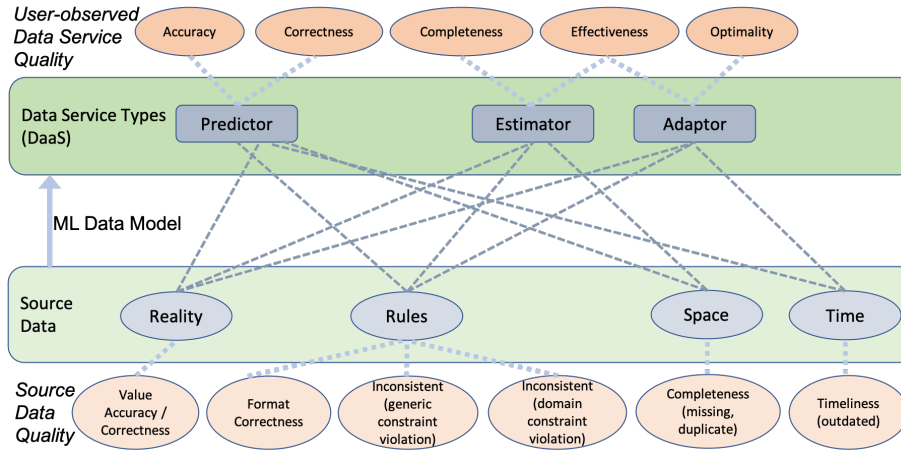 User-observed
Data Service
Quality
Accuracy
Correctness
Completeness
Effectiveness
Optimality
Data Service Types
(DaaS)
Predictor
Estimator
Adaptor
ML Data Model
Source
Data
Reality
Rules
Space
Time
Source
Data
Quality
Value
Accuracy /
Correctness
Format
Correctness
Inconsistent
(generic
constraint
violation)
Inconsistent
(domain
constraint
violation)
Completeness
(missing,
duplicate)
Timeliness
(outdated)